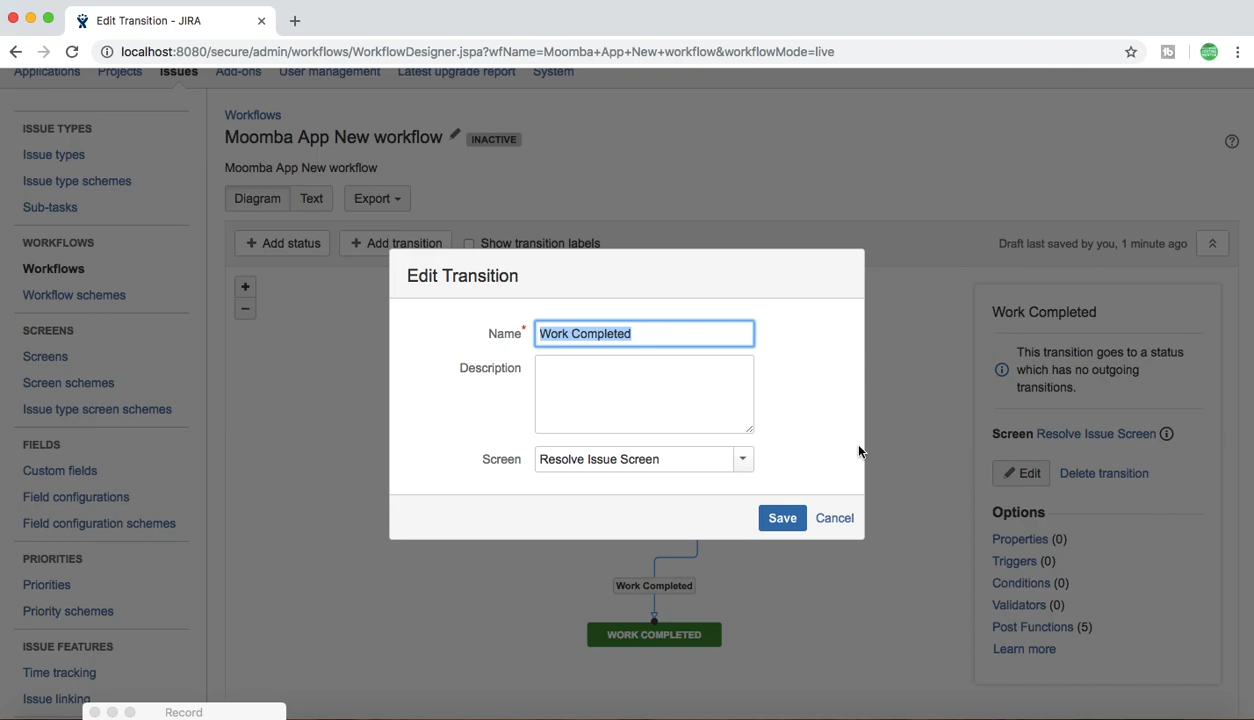 Edit Transition - JIRA
localhost:8080/secure/admin/workflows/WorkflowDesigner.jspa?wfName=Moomba+App+New+workflow&workflowMode=live
tb
Applications Projects Issues Add-ons User management Latest upgrade report System
ISSUE TYPES
Issue types
Issue type schemes
Sub-tasks
WORKFLOWS
Workflows
Workflow schemes
SCREENS
Screens
Screen schemes
Issue type screen schemes
FIELDS
Custom fields
Field configurations
Field configuration schemes
PRIORITIES
Priorities
Priority schemes
ISSUE FEATURES
Time tracking
Issue linking
Workflows
Moomba App New workflow INACTIVE
Moomba App New workflow
Diagram Text Export
+ Add status + Add transition Show transition labels Draft last saved by you, 1 minute ago
+
−
Edit Transition
Name* Work Completed
Description
Screen Resolve Issue Screen
Save Cancel
Work Completed
WORK COMPLETED
Work Completed
This transition goes to a status
which has no outgoing
transitions.
Screen Resolve Issue Screen
Edit Delete transition
Options
Properties (0)
Triggers (0)
Conditions (0)
Validators (0)
Post Functions (5)
Learn more
Record